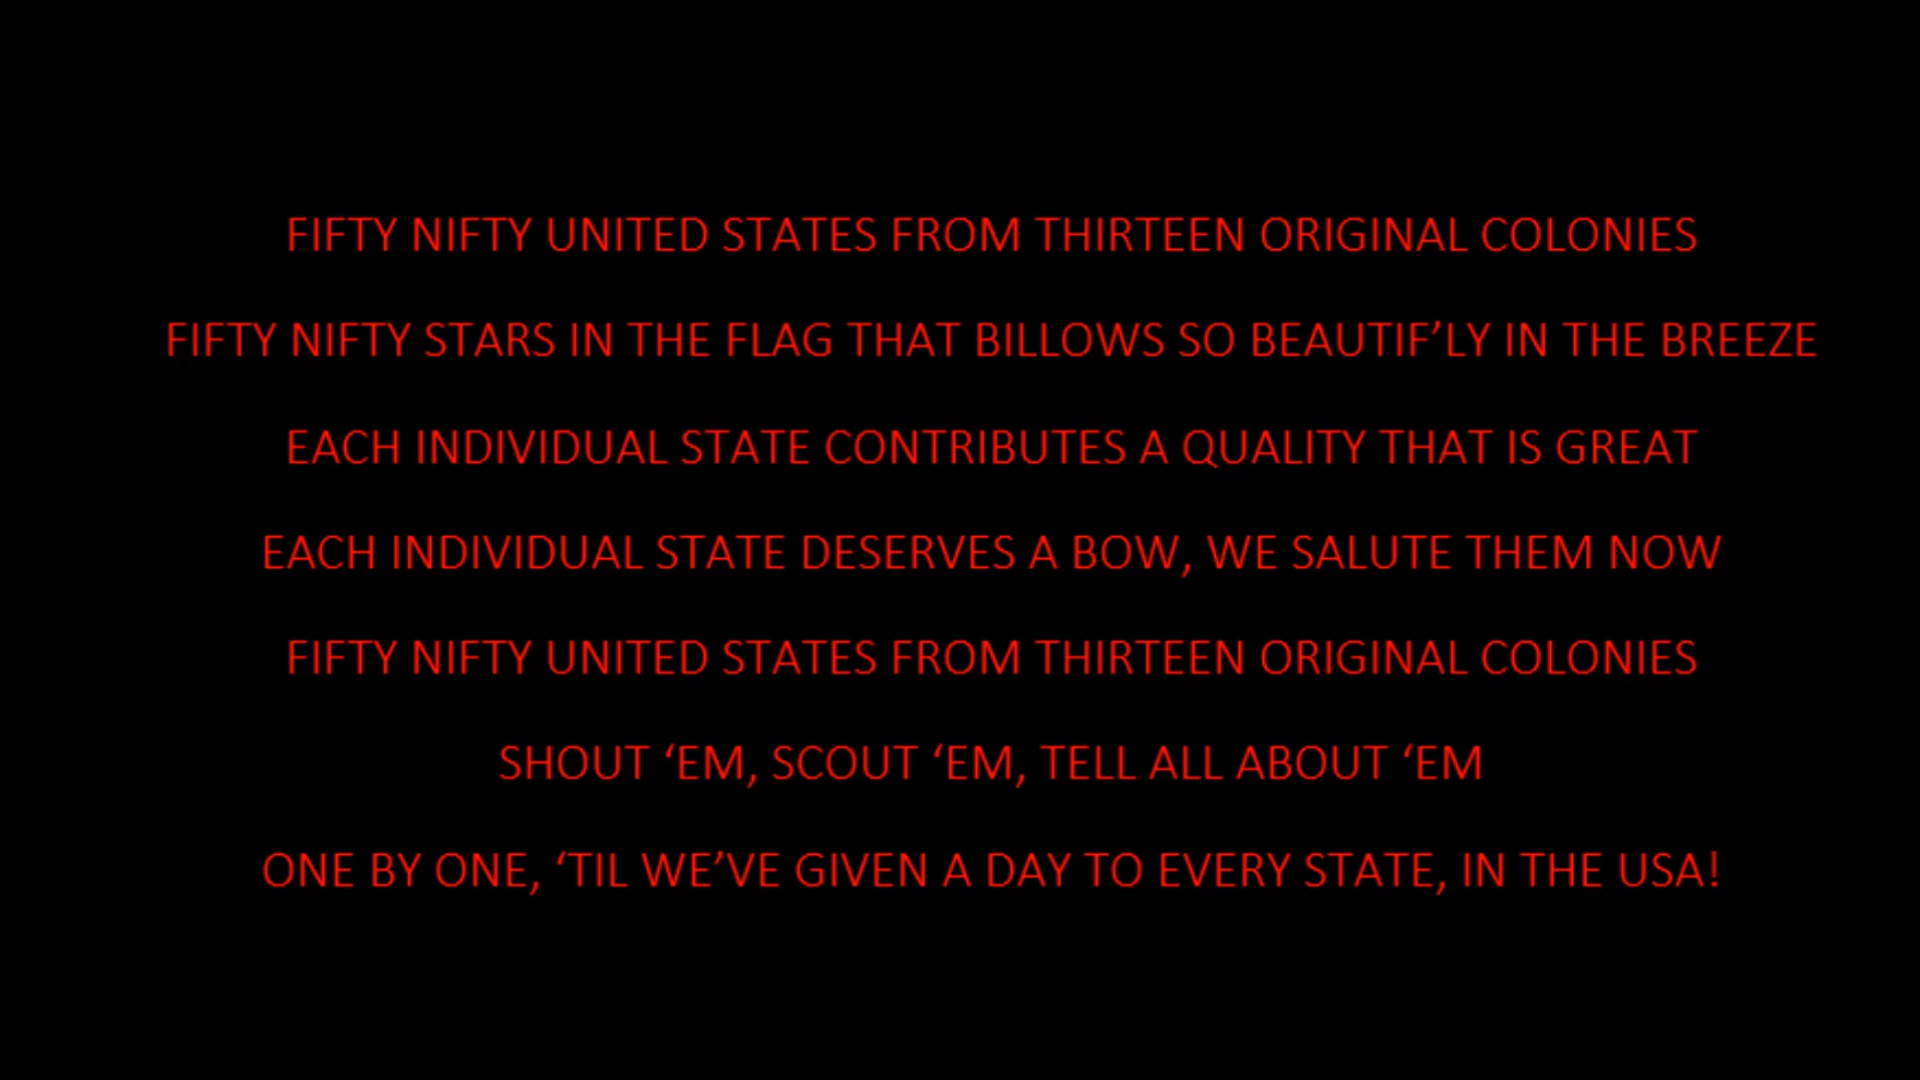 FIFTY NIFTY UNITED STATES FROM THIRTEEN ORIGINAL COLONIES
FIFTY NIFTY STARS IN THE FLAG THAT BILLOWS SO BEAUTIF’LY IN THE BREEZE
EACH INDIVIDUAL STATE CONTRIBUTES A QUALITY THAT IS GREAT
EACH INDIVIDUAL STATE DESERVES A BOW, WE SALUTE THEM NOW
FIFTY NIFTY UNITED STATES FROM THIRTEEN ORIGINAL COLONIES
SHOUT ‘EM, SCOUT ‘EM, TELL ALL ABOUT ‘EM
ONE BY ONE, ‘TIL WE’VE GIVEN A DAY TO EVERY STATE, IN THE USA!